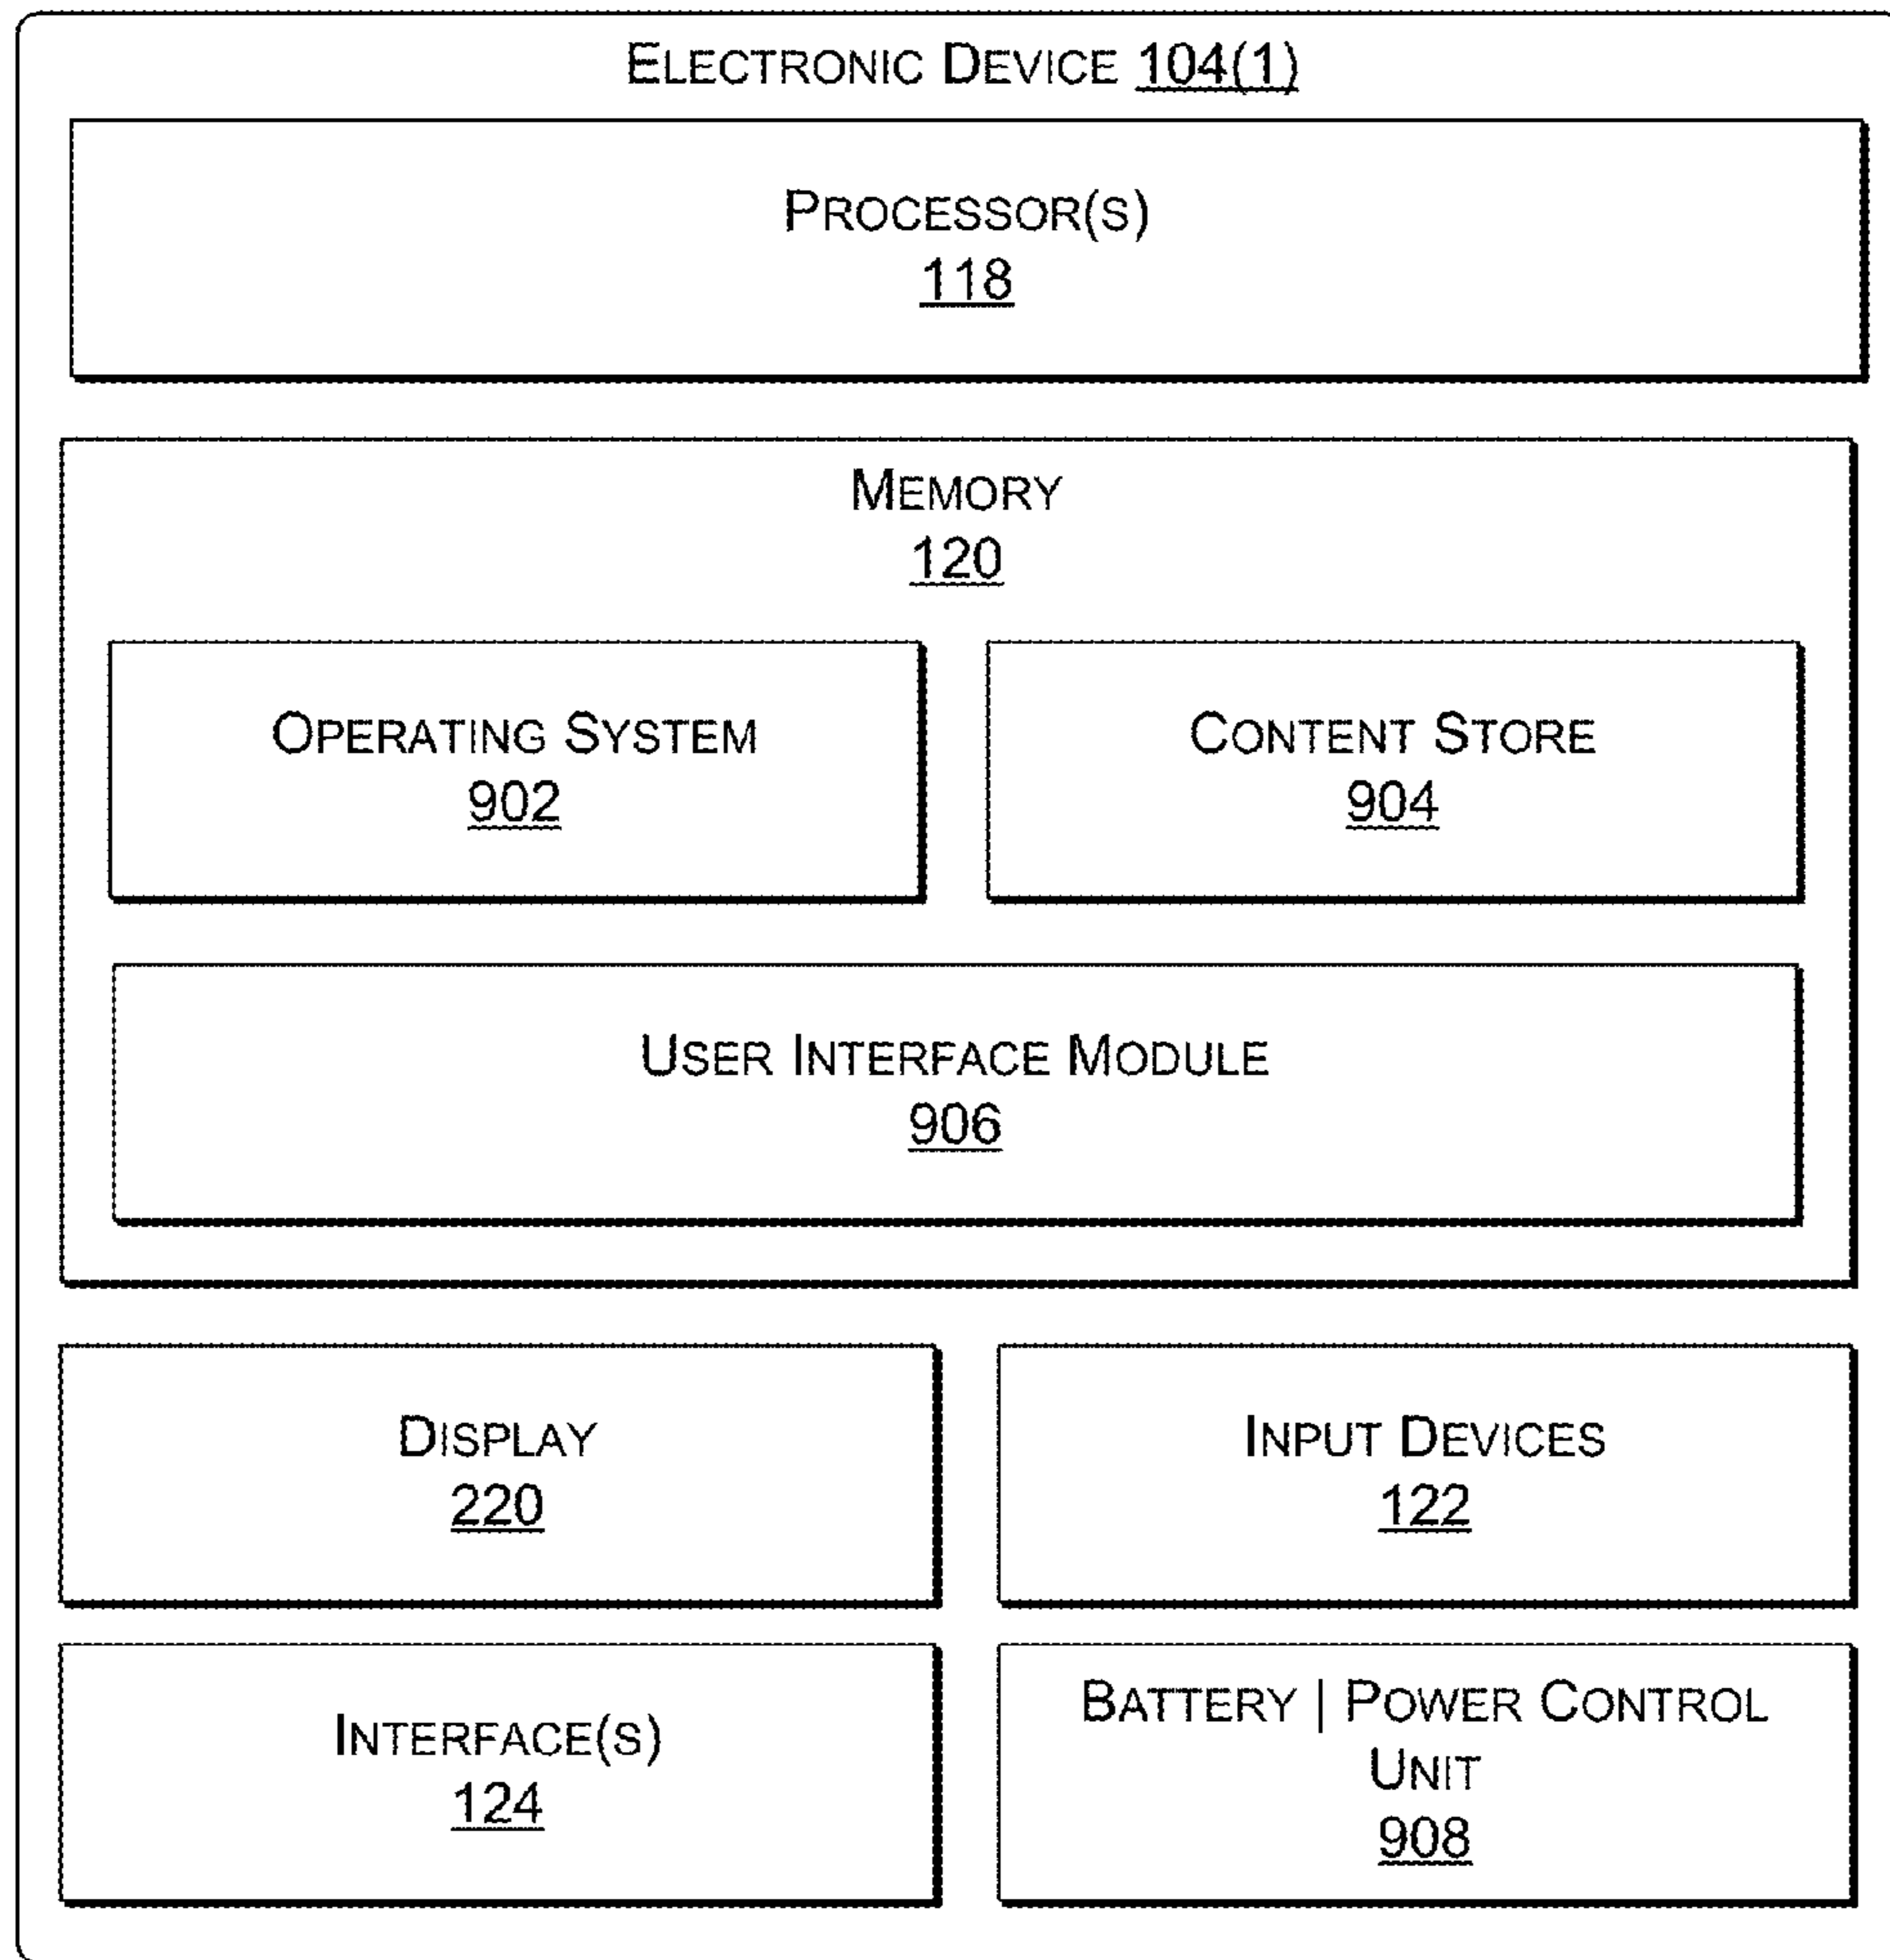 ELECTRONIC DEVICE 104(1)
PROCESSOR(S)
118
MEMORY
120
OPERATING SYSTEM
902
CONTENT STORE
904
USER INTERFACE MODULE
906
DISPLAY
220
INPUT DEVICES
122
INTERFACE(S)
124
BATTERY | POWER CONTROL
UNIT
908